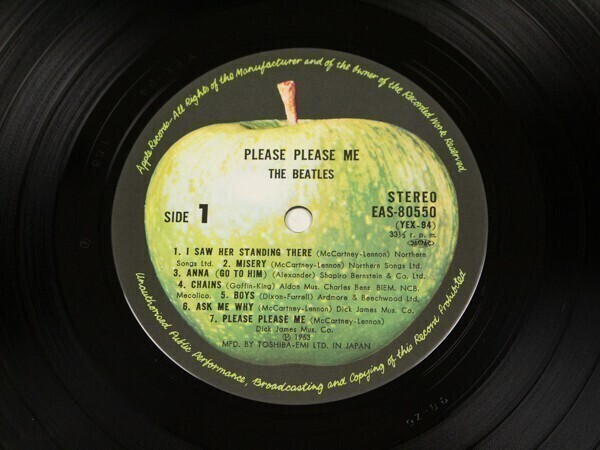 Apple Records-All Rights of the Manufacturer and of the Owner of the Recorded Work Reserved.
PLEASE PLEASE ME
THE BEATLES
STEREO
SIDE 1
EAS-80550
(YEX-94)
33⅓ r. p. m.
1. I SAW HER STANDING THERE (McCartney-Lennon) Northern
Songs Ltd. 2. MISERY (McCartney-Lennon) Northern Songs Ltd.
3. ANNA (GO TO HIM) (Alexander) Shapiro Bernstein & Co.
4. CHAINS (Goffin-King) Aldon Mus. Charles Bens BIEM. NCB.
Mecolico. 5. BOYS (Dixon-Farrell) Ardmore & Beechwood Ltd.
6. ASK ME WHY (McCartney-Lennon) Dick James Mus. Co.
7. PLEASE PLEASE ME (McCartney-Lennon)
Dick James Mus. Co.
℗ 1963
MFD. BY TOSHIBA-EMI LTD. IN JAPAN
Unauthorised Public Performance, Broadcasting and Copying of this Record Prohibited